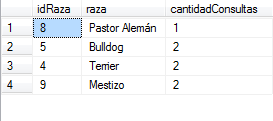 idRaza raza cantidadConsultas
1 8 Pastor Alemán 1
2 5 Bulldog 2
3 4 Terrier 2
4 9 Mestizo 2